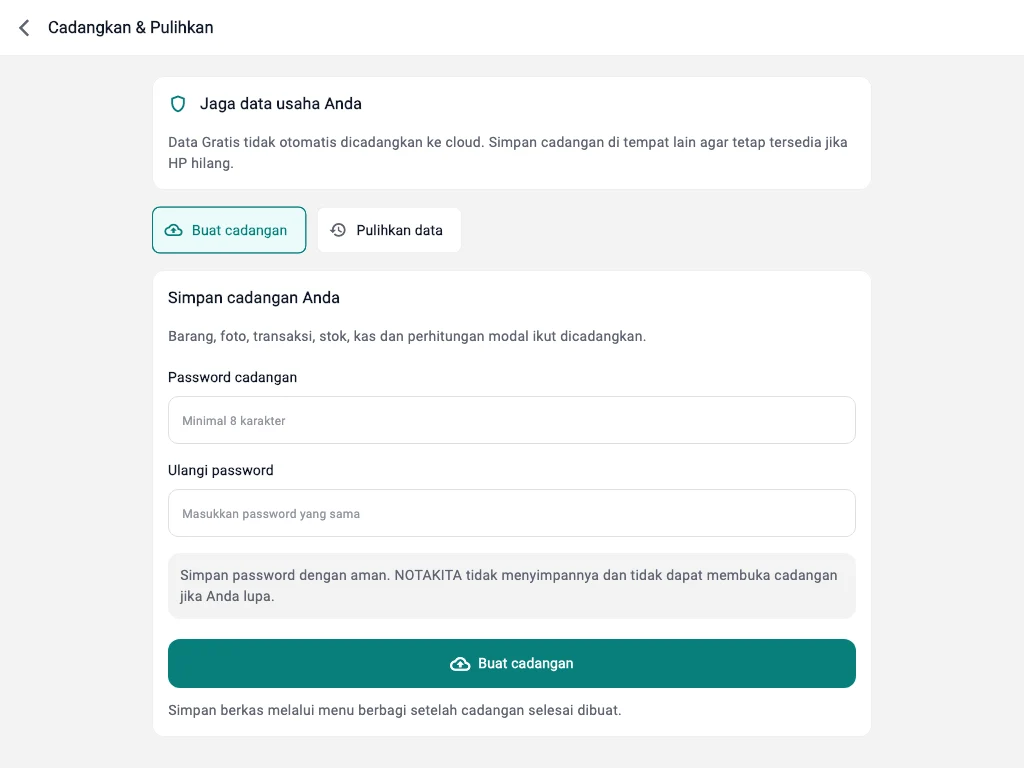 Cadangkan & Pulihkan
Jaga data usaha Anda
Data Gratis tidak otomatis dicadangkan ke cloud. Simpan cadangan di tempat lain agar tetap tersedia jika
HP hilang.
Buat cadangan
Pulihkan data
Simpan cadangan Anda
Barang, foto, transaksi, stok, kas dan perhitungan modal ikut dicadangkan.
Password cadangan
Minimal 8 karakter
Ulangi password
Masukkan password yang sama
Simpan password dengan aman. NOTAKITA tidak menyimpannya dan tidak dapat membuka cadangan
jika Anda lupa.
Buat cadangan
Simpan berkas melalui menu berbagi setelah cadangan selesai dibuat.